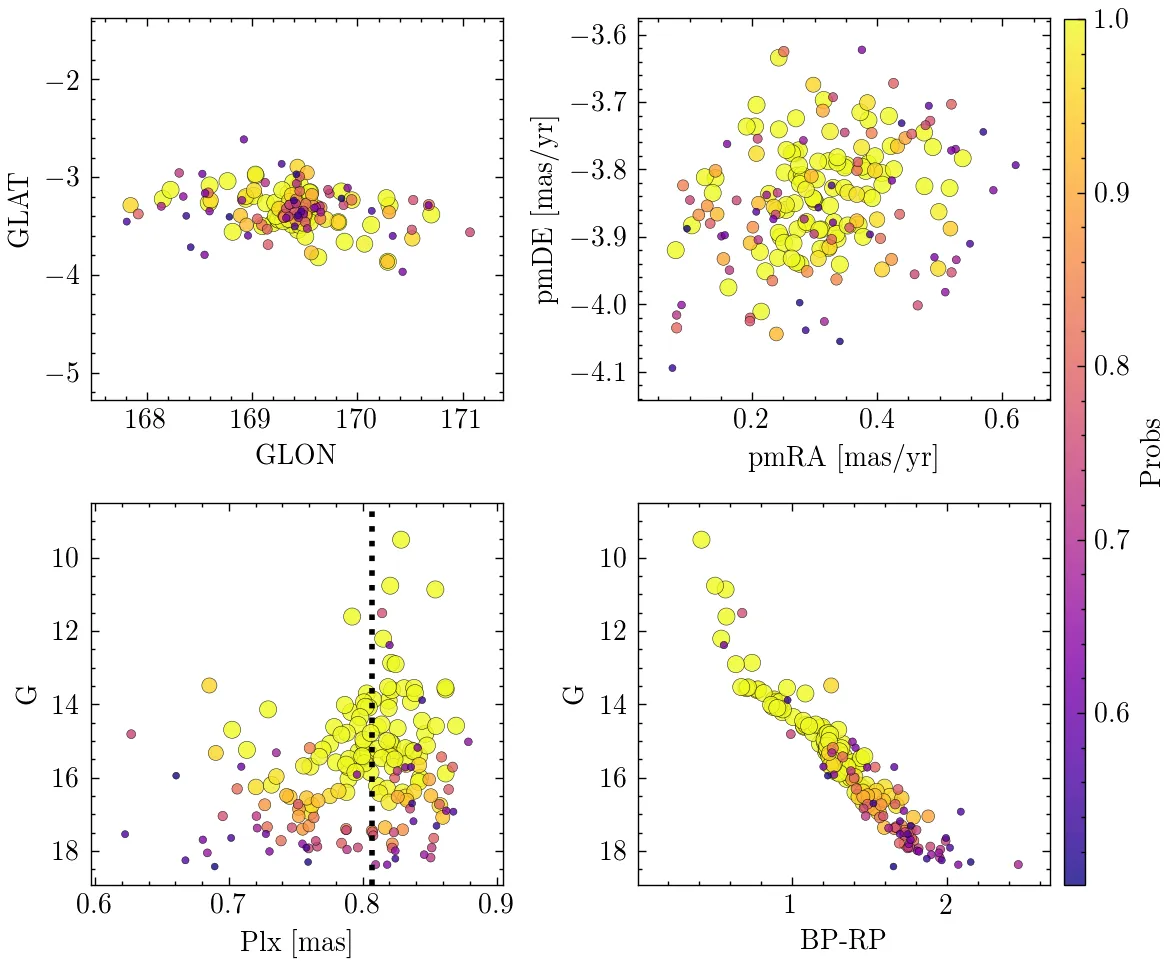 −2
−3
−4
−5
GLAT
168 169 170 171
GLON
−3.6
−3.7
−3.8
−3.9
−4.0
−4.1
pmDE [mas/yr]
0.2 0.4 0.6
pmRA [mas/yr]
10
12
14
16
18
G
0.6 0.7 0.8 0.9
Plx [mas]
10
12
14
16
18
G
1 2
BP-RP
1.0
0.9
0.8
0.7
0.6
Probs